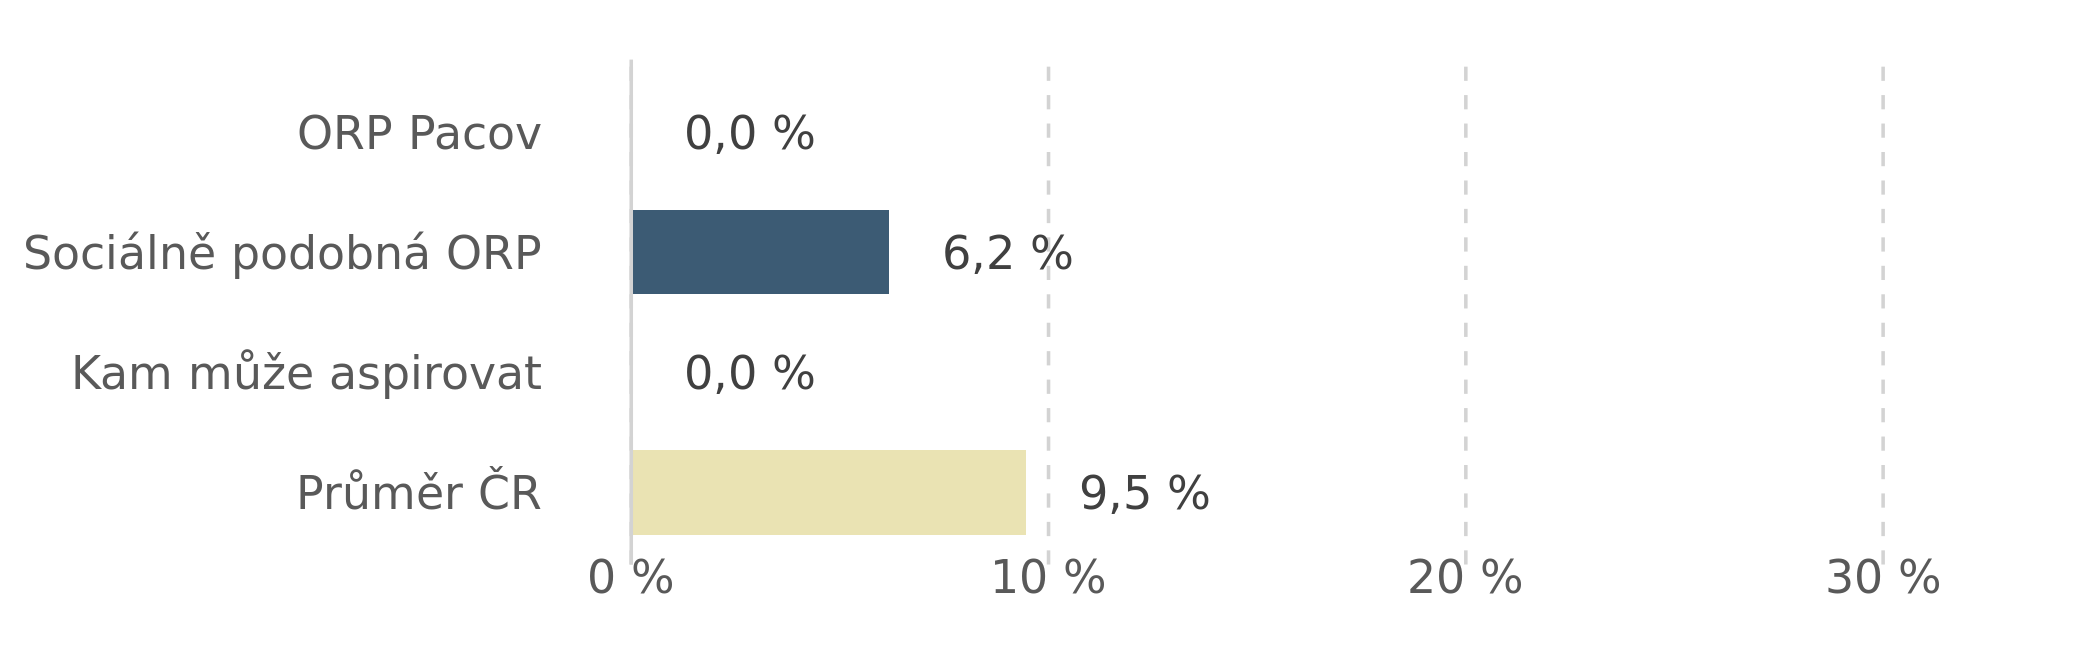 ORP Pacov 0,0 %
Sociálně podobná ORP 6,2 %
Kam může aspirovat 0,0 %
Průměr ČR 9,5 %
0 % 10 % 20 % 30 %